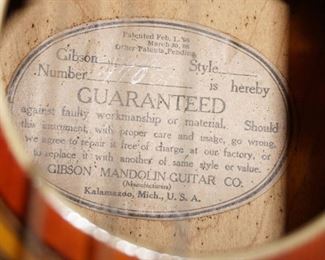 Patented Feb. 1, '98
March 30, '06
Other Patents Pending.
Gibson Style
Number is hereby
GUARANTEED
against faulty workmanship or material. Should
this instrument, with proper care and usage, go wrong,
we agree to repair it free of charge at our factory, or
to replace it with another of same style or value.
GIBSON MANDOLIN GUITAR CO.
(Manufacturers)
Kalamazoo, Mich., U. S. A.